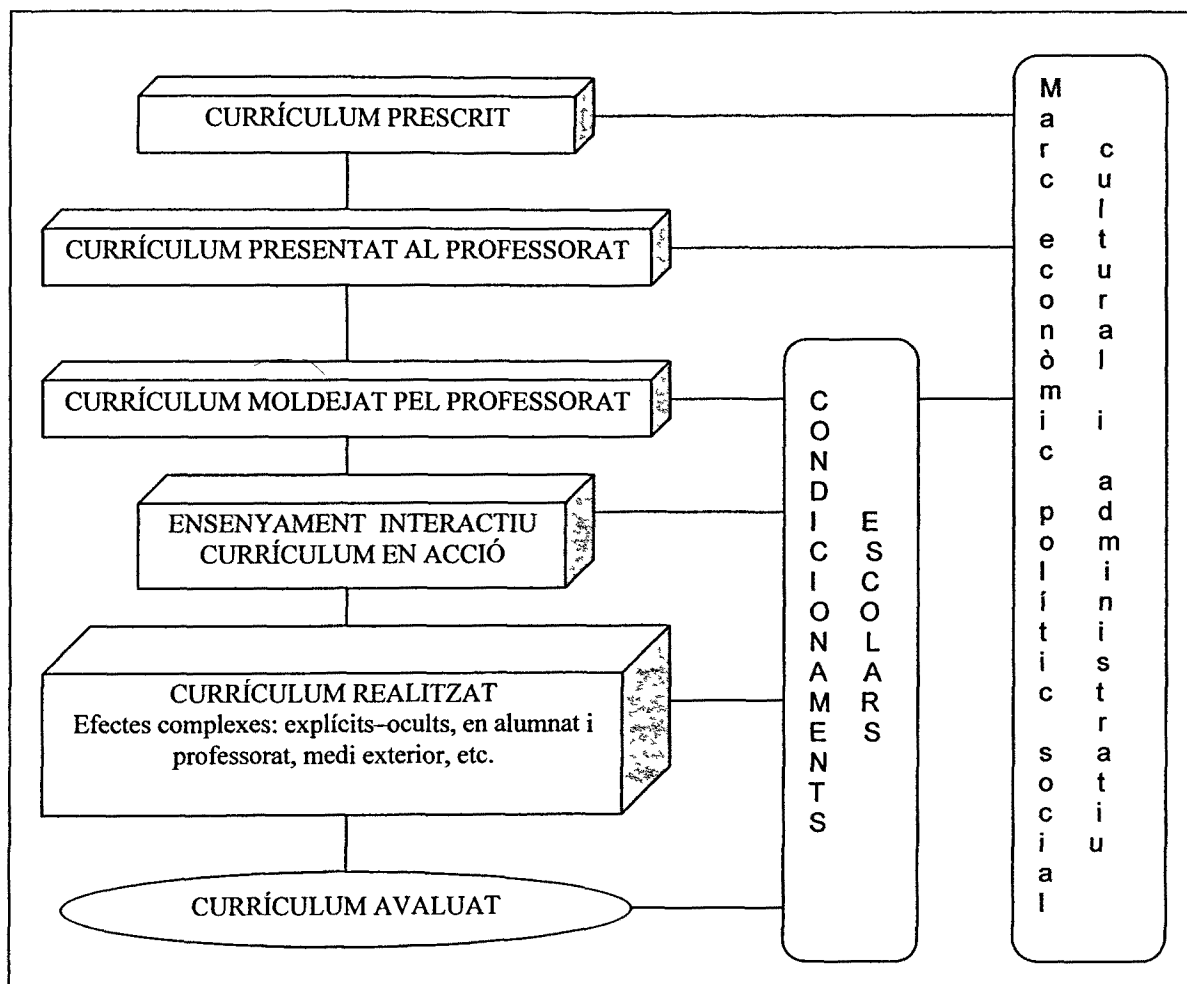 CURRÍCULUM PRESCRIT
CURRÍCULUM PRESENTAT AL PROFESSORAT
CURRÍCULUM MOLDEJAT PEL PROFESSORAT
ENSENYAMENT INTERACTIU
CURRÍCULUM EN ACCIÓ
CURRÍCULUM REALITZAT
Efectes complexes: explícits–ocults, en alumnat i
professorat, medi exterior, etc.
CURRÍCULUM AVALUAT
CONDICIONAMENTS
ESCOLARS
Marc econòmic polític social
cultural i administratiu